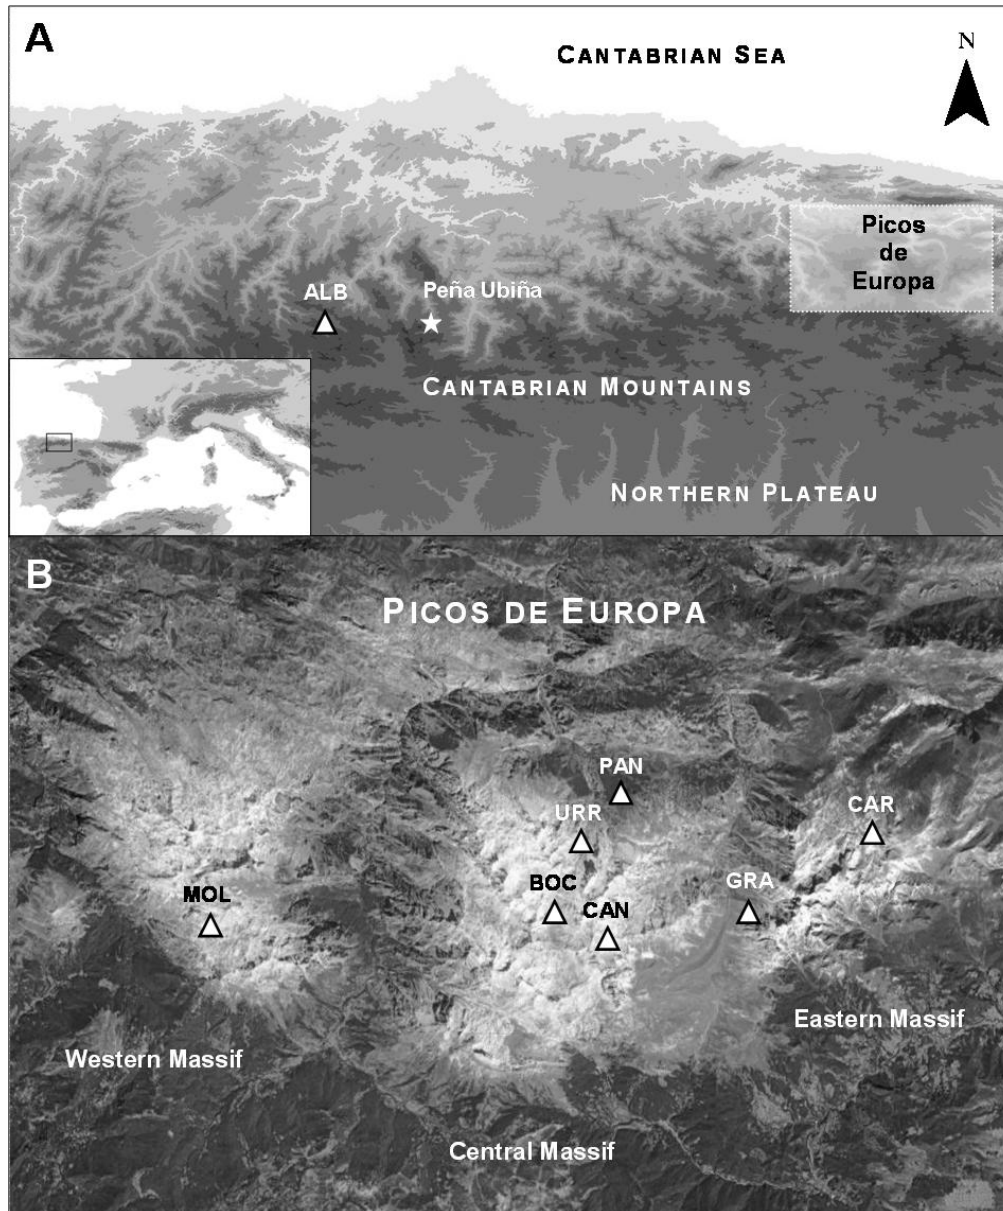 A
CANTABRIAN SEA
N
Picos
de
Europa
ALB
Peña Ubiña
CANTABRIAN MOUNTAINS
NORTHERN PLATEAU
B
PICOS DE EUROPA
PAN
URR
CAR
MOL
BOC
GRA
CAN
Eastern Massif
Western Massif
Central Massif